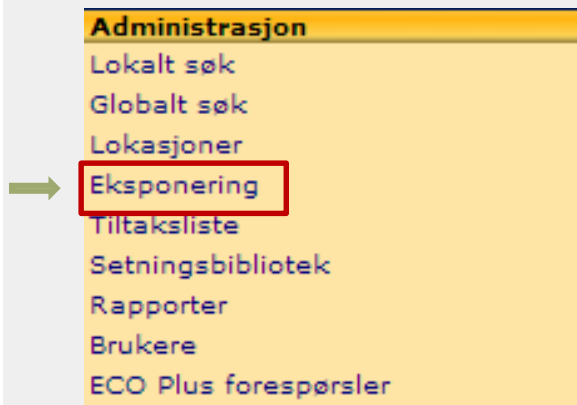 Administrasjon
Lokalt søk
Globalt søk
Lokasjoner
Eksponering
Tiltaksliste
Setningsbibliotek
Rapporter
Brukere
ECO Plus forespørsler